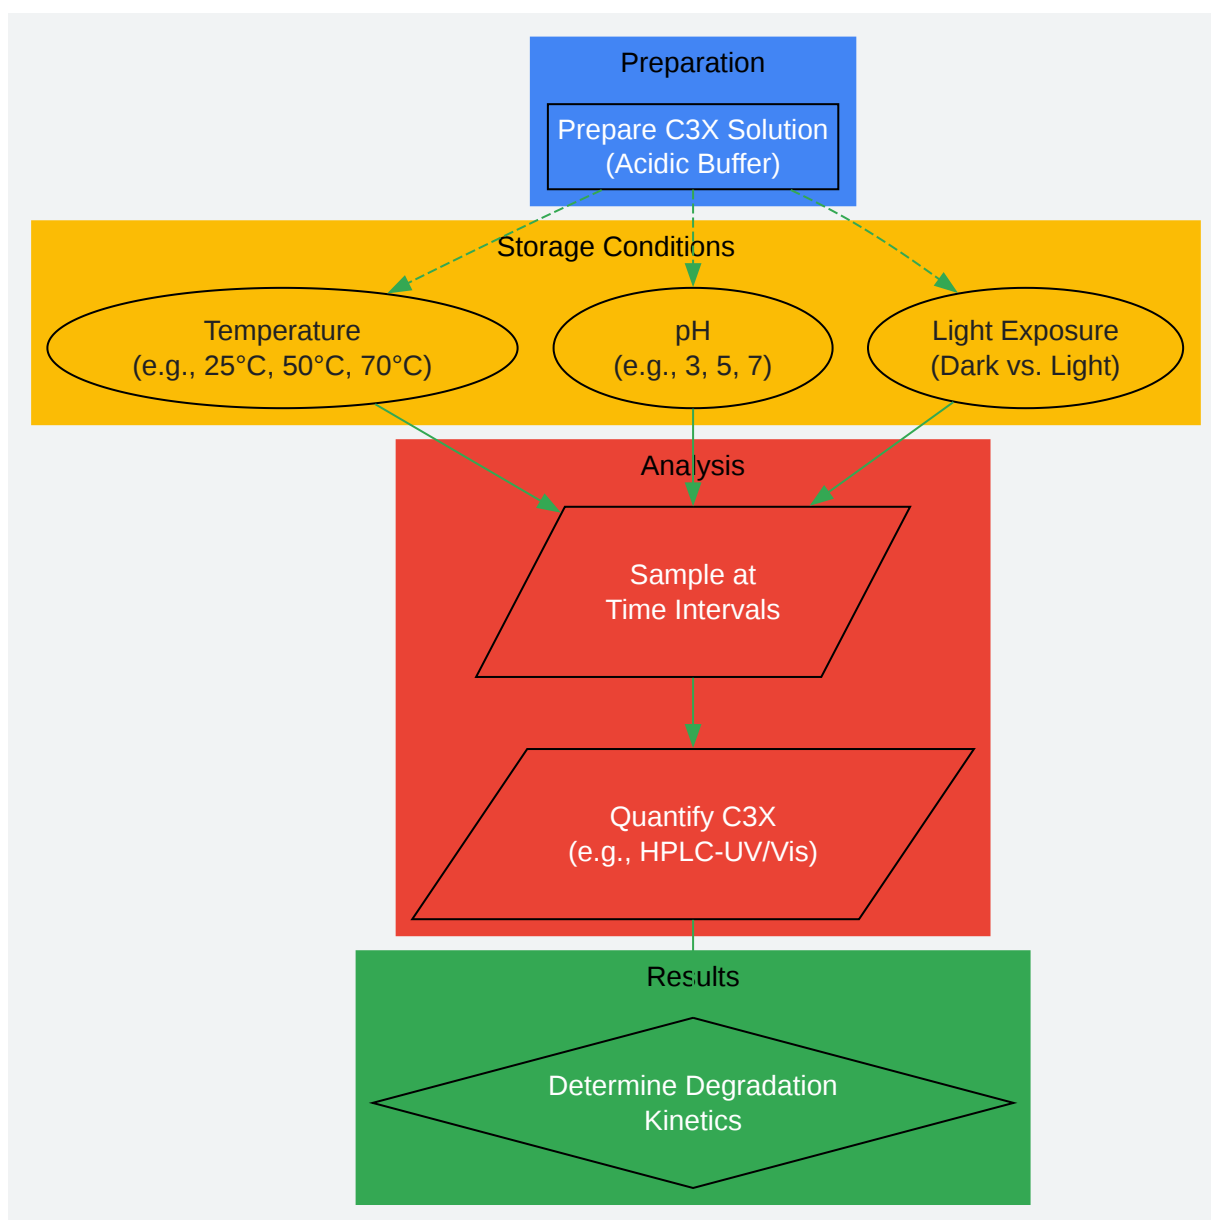 Preparation
Prepare C3X Solution
(Acidic Buffer)
Storage Conditions
Temperature
(e.g., 25°C, 50°C, 70°C)
pH
(e.g., 3, 5, 7)
Light Exposure
(Dark vs. Light)
Analysis
Sample at
Time Intervals
Quantify C3X
(e.g., HPLC-UV/Vis)
Results
Determine Degradation
Kinetics